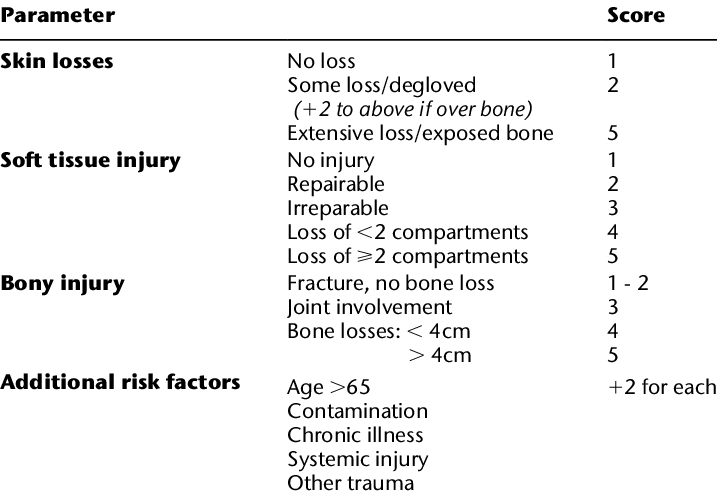 Parameter Score
Skin losses No loss 1
Some loss/degloved 2
(+2 to above if over bone)
Extensive loss/exposed bone 5
Soft tissue injury No injury 1
Repairable 2
Irreparable 3
Loss of <2 compartments 4
Loss of ⩾2 compartments 5
Bony injury Fracture, no bone loss 1 - 2
Joint involvement 3
Bone losses: < 4cm 4
> 4cm 5
Additional risk factors Age >65 +2 for each
Contamination
Chronic illness
Systemic injury
Other trauma